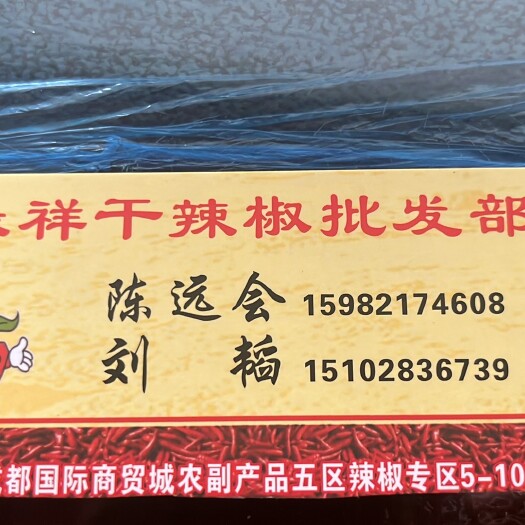 祥干辣椒批发部
陈远会 15982174608
刘韬 15102836739
都国际商贸城农副产品五区辣椒专区5-10